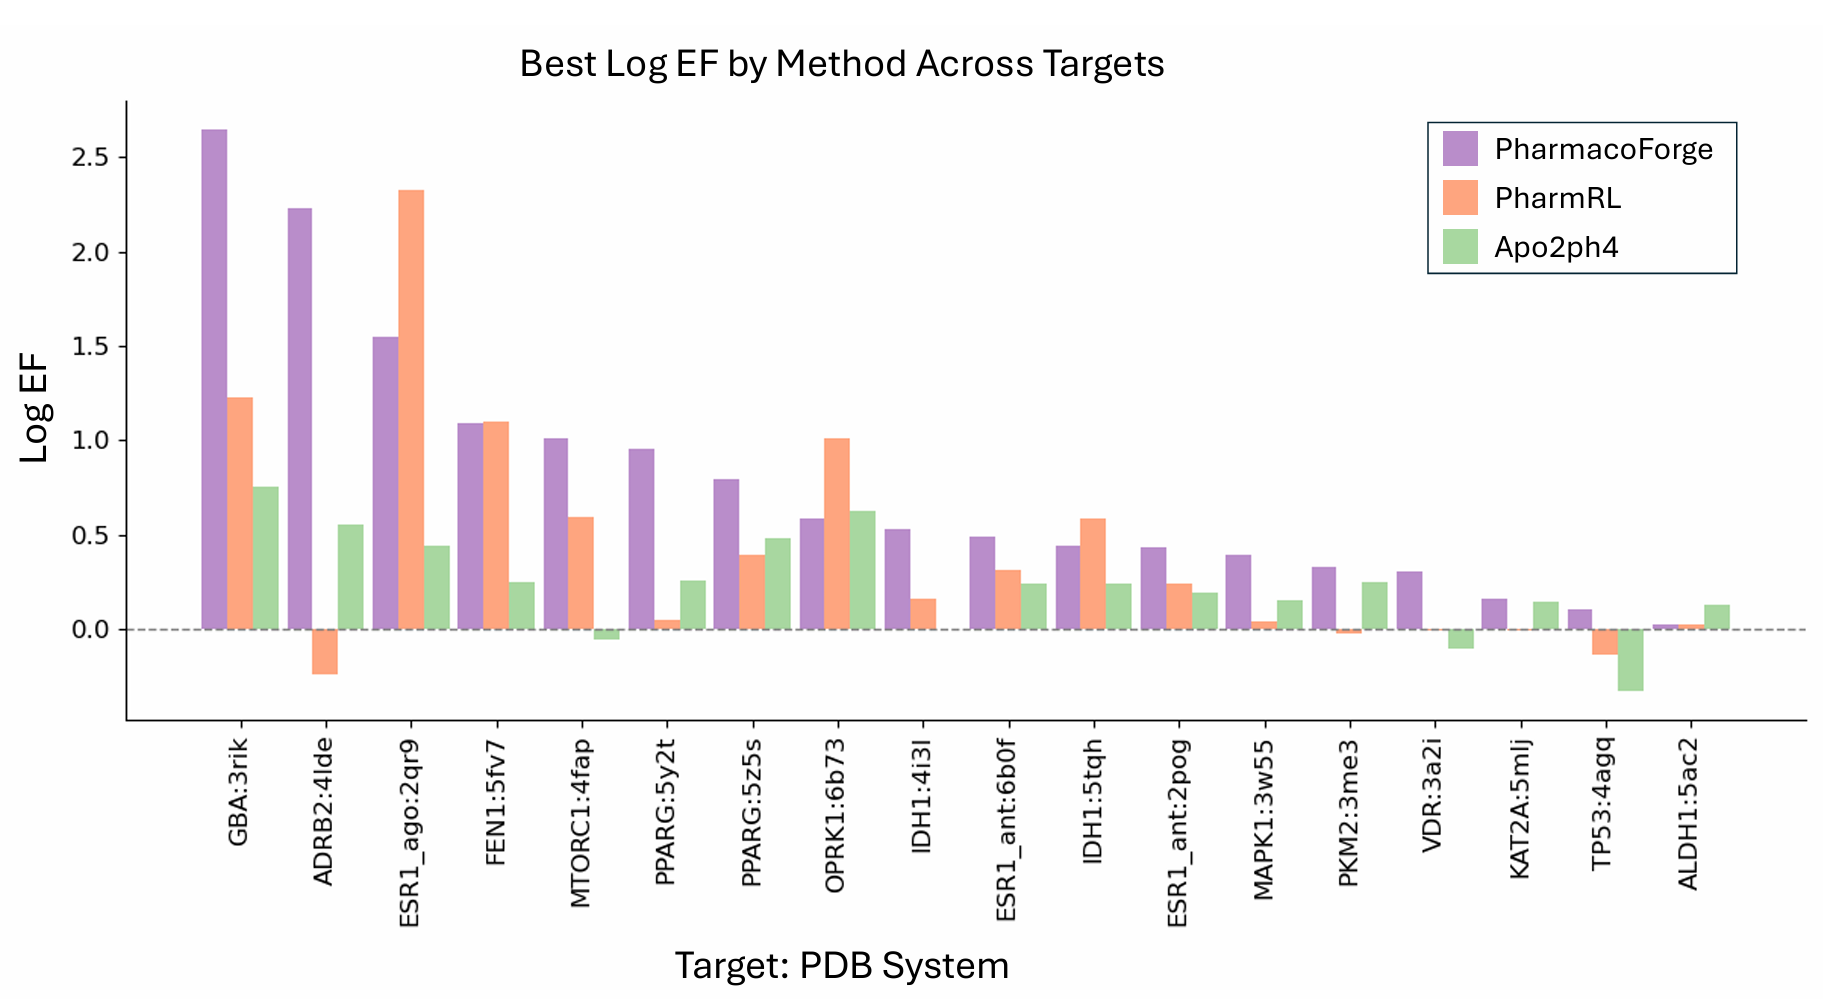 Best Log EF by Method Across Targets
PharmacoForge
PharmRL
Apo2ph4
Log EF
2.5
2.0
1.5
1.0
0.5
0.0
GBA:3rik
ADRB2:4lde
ESR1_ago:2qr9
FEN1:5fv7
MTORC1:4fap
PPARG:5y2t
PPARG:5z5s
OPRK1:6b73
IDH1:4i3l
ESR1_ant:6b0f
IDH1:5tqh
ESR1_ant:2pog
MAPK1:3w55
PKM2:3me3
VDR:3a2i
KAT2A:5mlj
TP53:4agq
ALDH1:5ac2
Target: PDB System